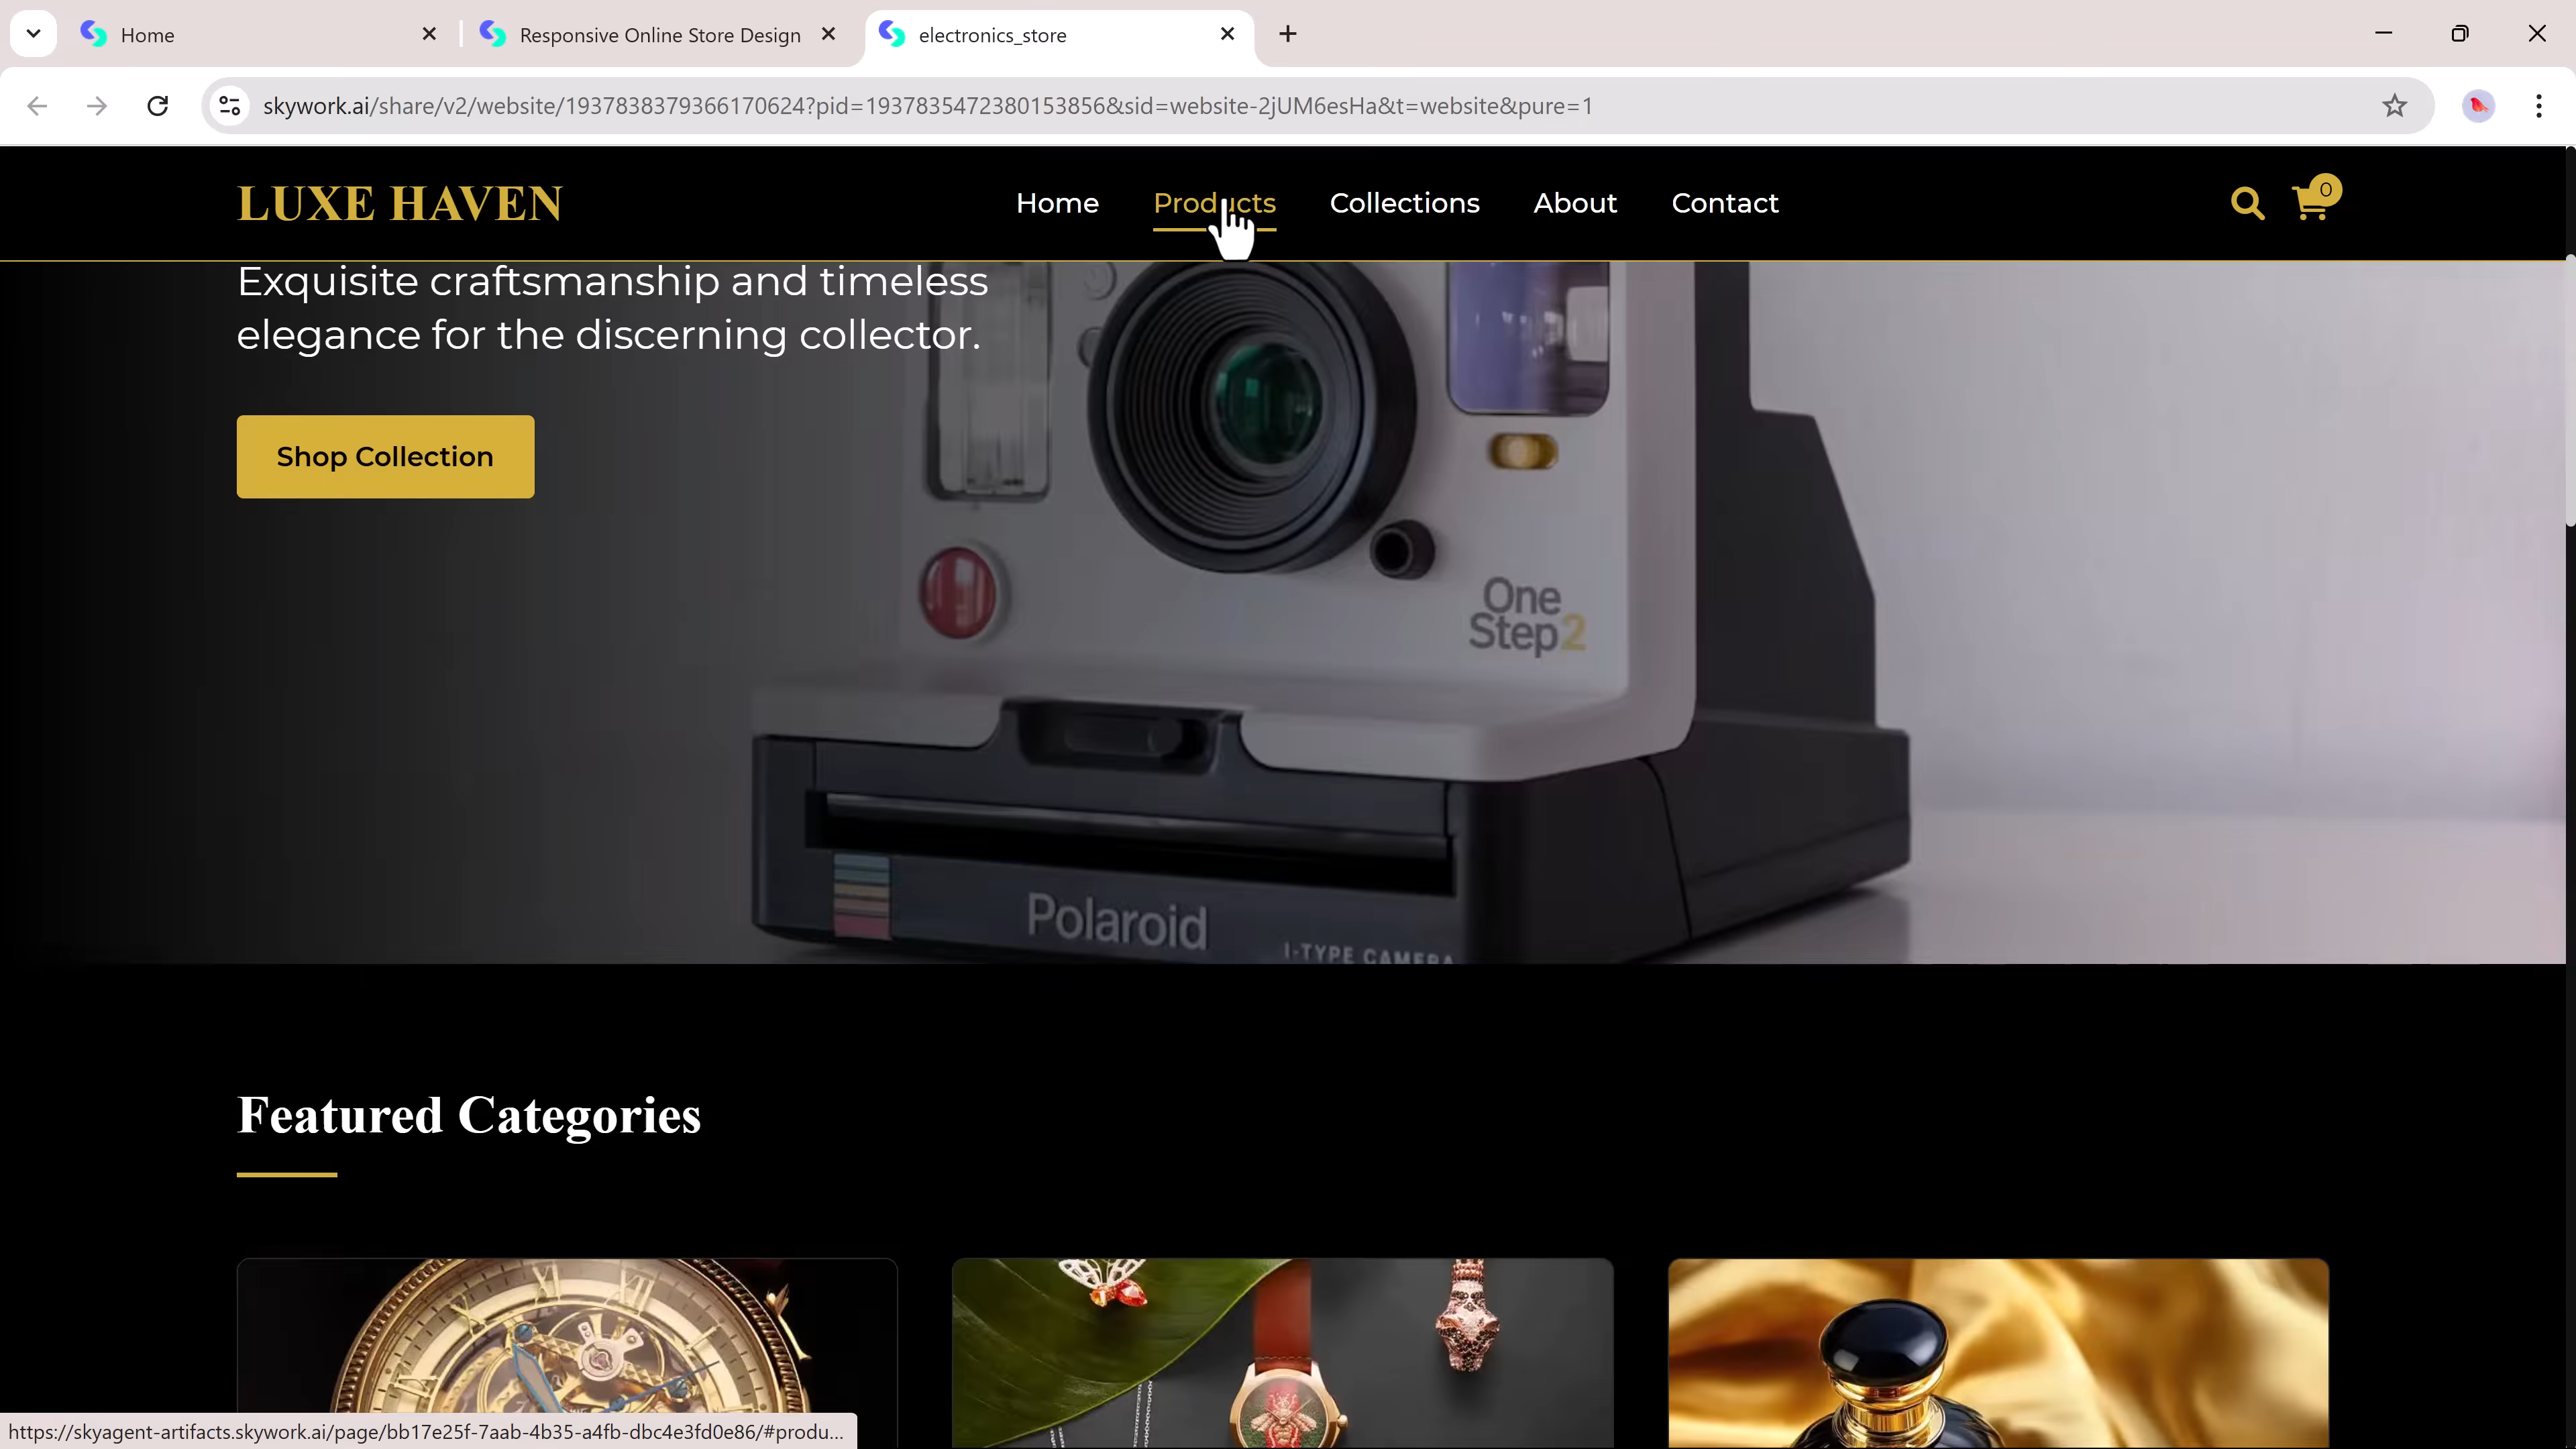 Home
Responsive Online Store Design
electronics_store
skywork.ai/share/v2/website/1937838379366170624?pid=1937835472380153856&sid=website-2jUM6esHa&t=website&pure=1
LUXE HAVEN
Home
Products
Collections
About
Contact
0
Exquisite craftsmanship and timeless
elegance for the discerning collector.
Shop Collection
One
Step2
Polaroid
I-TYPE CAMERA
Featured Categories
https://skyagent-artifacts.skywork.ai/page/bb17e25f-7aab-4b35-a4fb-dbc4e3fd0e86/#produ...